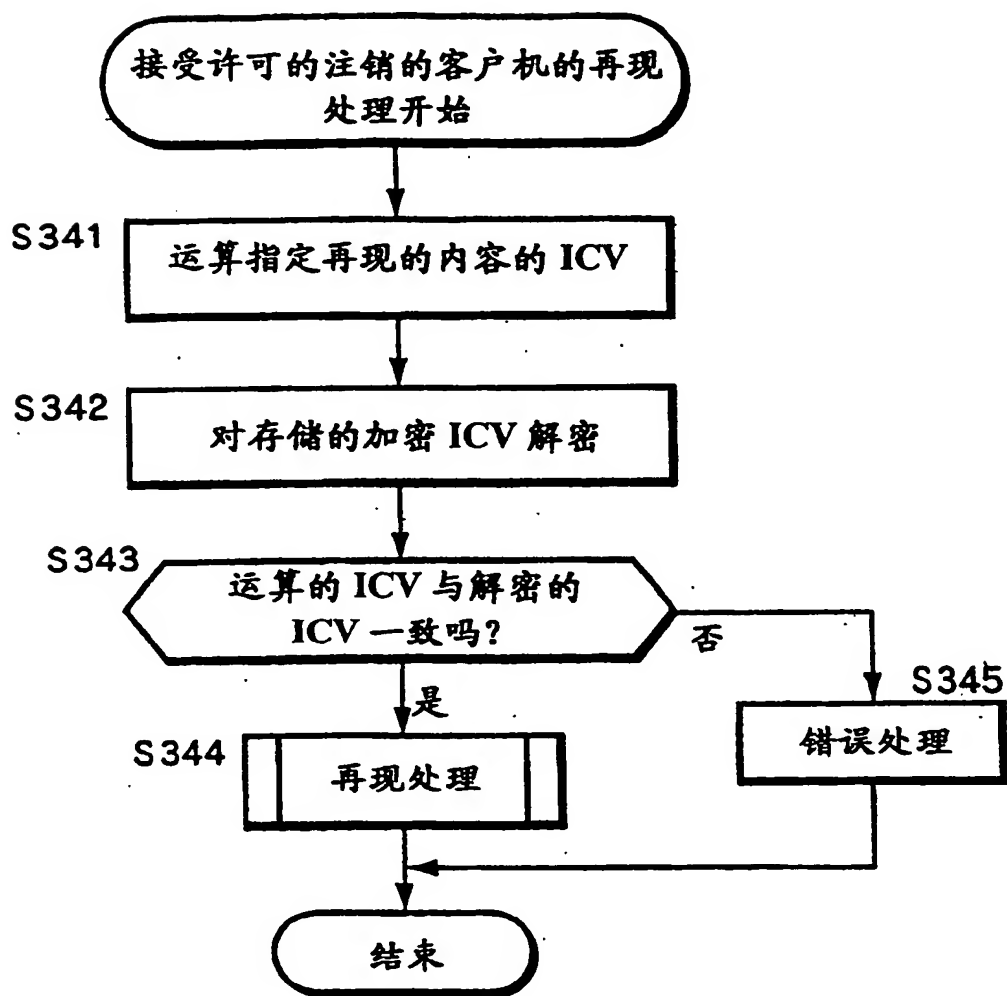 接受许可的注销的客户机的再现
处理开始
S341
运算指定再现的内容的 ICV
S342
对存储的加密 ICV 解密
S343
运算的 ICV 与解密的
ICV 一致吗？
否
是
S345
错误处理
S344
再现处理
结束